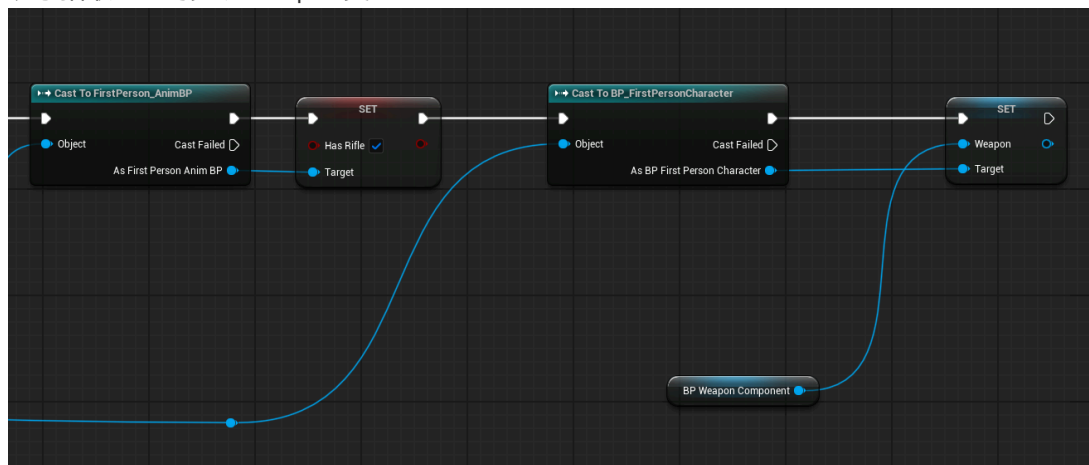 Cast To FirstPerson_AnimBP
Object
Cast Failed
As First Person Anim BP
SET
Has Rifle
Target
Cast To BP_FirstPersonCharacter
Object
Cast Failed
As BP First Person Character
SET
Weapon
Target
BP Weapon Component